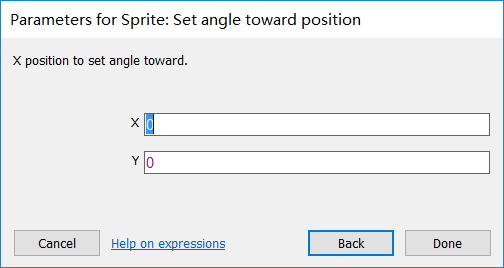 Parameters for Sprite: Set angle toward position
X position to set angle toward.
X 0
Y 0
Cancel Help on expressions Back Done